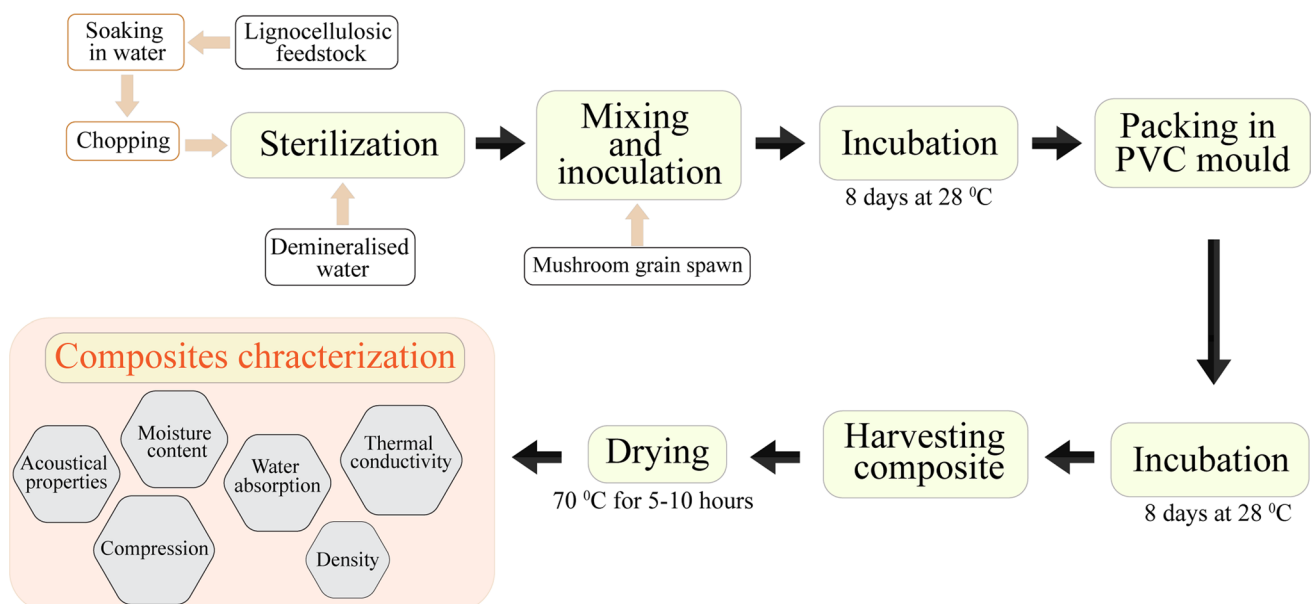 Soaking
in water
Lignocellulosic
feedstock
Chopping
Sterilization
Demineralised
water
Mixing
and
inoculation
Mushroom grain spawn
Incubation
8 days at 28 ⁰C
Packing in
PVC mould
Incubation
8 days at 28 ⁰C
Harvesting
composite
Drying
70 ⁰C for 5-10 hours
Composites chracterization
Acoustical
properties
Moisture
content
Water
absorption
Thermal
conductivity
Compression
Density